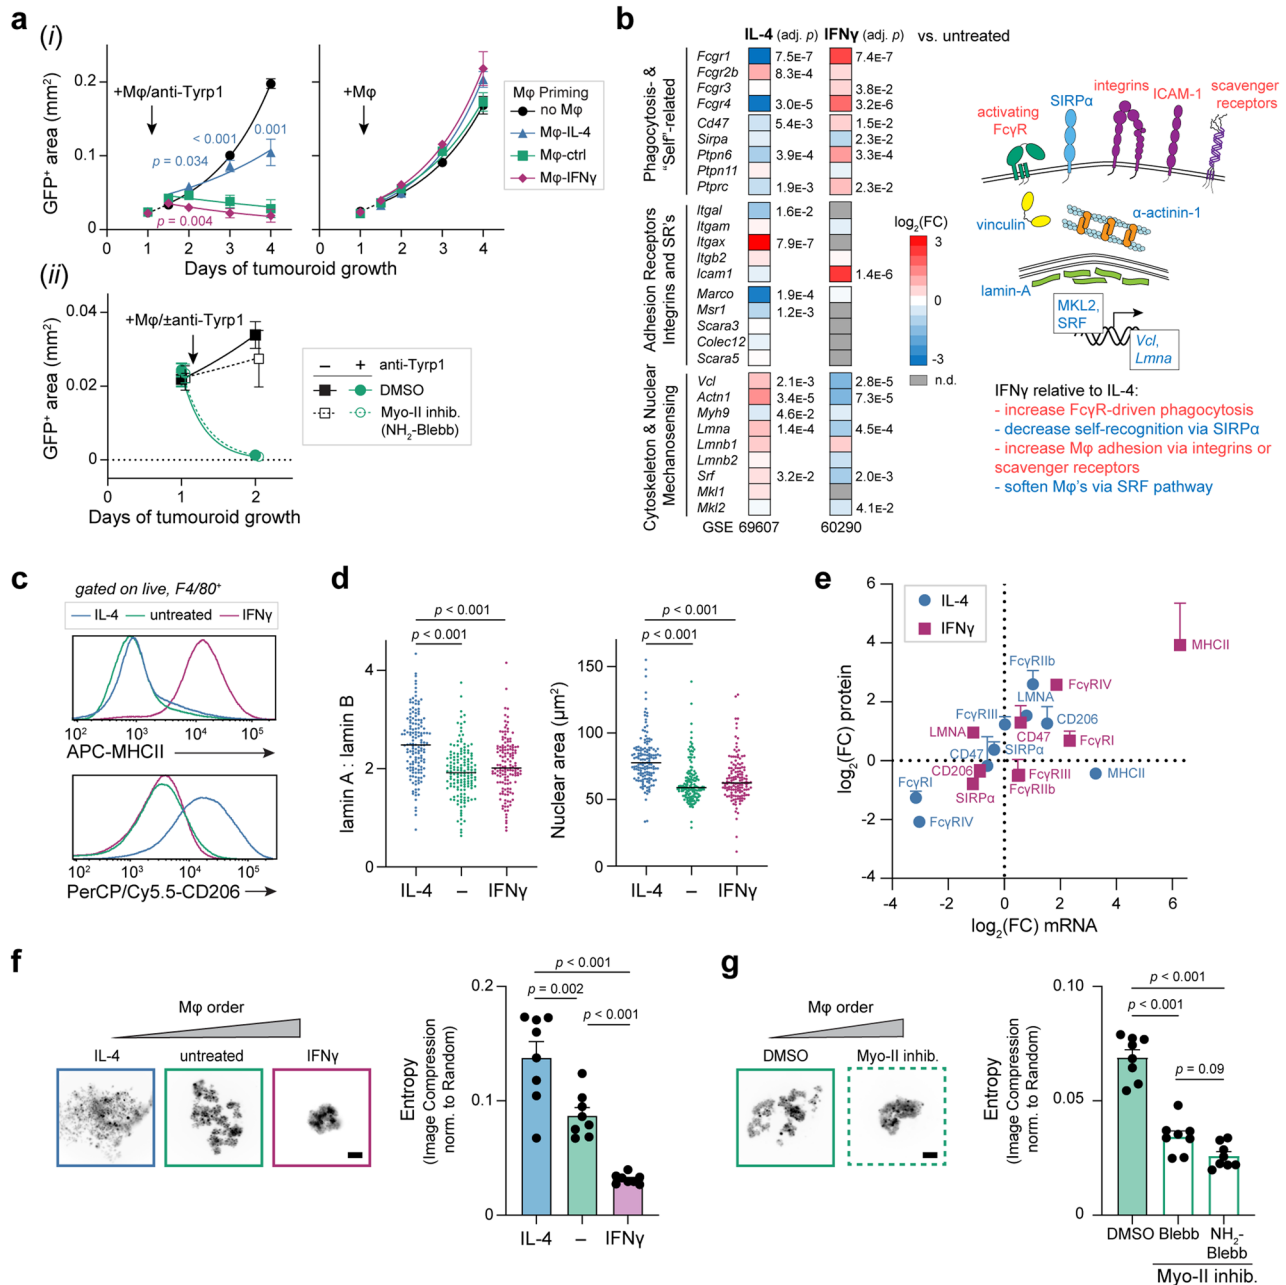 a
(i)
GFP⁺ area (mm²)
0.2
0.1
0
+Mφ/anti-Tyrp1
< 0.001
0.001
p = 0.034
p = 0.004
0 1 2 3 4
Days of tumouroid growth
+Mφ
0 1 2 3 4
Days of tumouroid growth
Mφ Priming
no Mφ
Mφ-IL-4
Mφ-ctrl
Mφ-IFNγ
(ii)
GFP⁺ area (mm²)
0.04
0.02
0
+Mφ/±anti-Tyrp1
0 1 2
Days of tumouroid growth
– + anti-Tyrp1
DMSO
Myo-II inhib.
(NH₂-Blebb)
b
IL-4 (adj. p) IFNγ (adj. p) vs. untreated
Phagocytosis- &
“Self”-related
Fcgr1 7.5e-7 7.4e-7
Fcgr2b 8.3e-4
Fcgr3 3.8e-2
Fcgr4 3.0e-5 3.2e-6
Cd47 5.4e-3 1.5e-2
Sirpa 2.3e-2
Ptpn6 3.9e-4 3.3e-4
Ptpn11
Ptprc 1.9e-3 2.3e-2
Adhesion Receptors
Integrins and SR's
Itgal 1.6e-2
Itgam
Itgax 7.9e-7
Itgb2
Icam1 1.4e-6
Marco 1.9e-4
Msr1 1.2e-3
Scara3
Colec12
Scara5
Cytoskeleton & Nuclear
Mechanosensing
Vcl 2.1e-3 2.8e-5
Actn1 3.4e-5 7.3e-5
Myh9 4.6e-2
Lmna 1.4e-4 4.5e-4
Lmnb1
Lmnb2
Srf 3.2e-2 2.0e-3
Mkl1
Mkl2 4.1e-2
GSE 69607 60290
log₂(FC)
3
0
-3
n.d.
activating
FcγR
SIRPα
integrins
ICAM-1
scavenger
receptors
vinculin
α-actinin-1
lamin-A
MKL2,
SRF
Vcl,
Lmna
IFNγ relative to IL-4:
- increase FcγR-driven phagocytosis
- decrease self-recognition via SIRPα
- increase Mφ adhesion via integrins or
scavenger receptors
- soften Mφ's via SRF pathway
c
gated on live, F4/80⁺
IL-4 untreated IFNγ
10² 10³ 10⁴ 10⁵
APC-MHCII
10² 10³ 10⁴ 10⁵
PerCP/Cy5.5-CD206
d
lamin A : lamin B
4
2
0
p < 0.001
p < 0.001
IL-4 – IFNγ
Nuclear area (μm²)
150
100
50
0
p < 0.001
p < 0.001
IL-4 – IFNγ
e
log₂(FC) protein
6
4
2
0
-2
-4
IL-4
IFNγ
MHCII
FcγRIIb
FcγRIV
LMNA
FcγRIII
CD206
LMNA
CD47
FcγRI
CD47
SIRPα
CD206
FcγRIII
MHCII
FcγRI
SIRPα
FcγRIIb
FcγRIV
-4 -2 0 2 4 6
log₂(FC) mRNA
f
Mφ order
IL-4 untreated IFNγ
Entropy
(Image Compression
norm. to Random)
0.2
0.1
0
p < 0.001
p = 0.002
p < 0.001
IL-4 – IFNγ
g
Mφ order
DMSO Myo-II inhib.
Entropy
(Image Compression
norm. to Random)
0.10
0.05
0
p < 0.001
p < 0.001
p = 0.09
DMSO Blebb NH₂-
Blebb
Myo-II inhib.